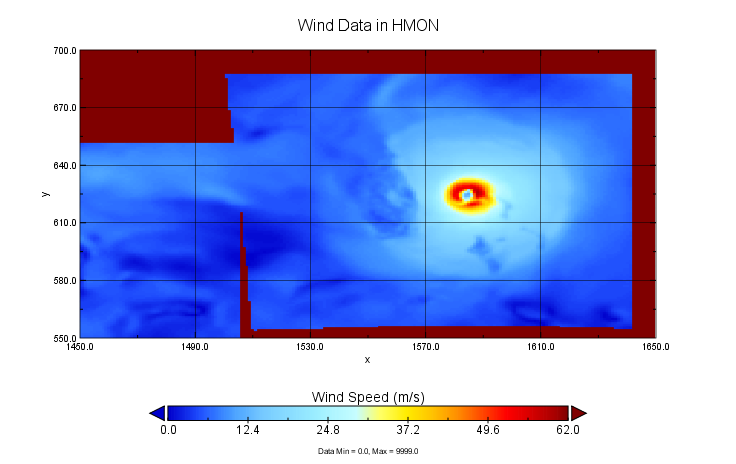 Wind Data in HMON
700.0
670.0
640.0
y
610.0
580.0
550.0
1450.0 1490.0 1530.0 1570.0 1610.0 1650.0
x
Wind Speed (m/s)
0.0 12.4 24.8 37.2 49.6 62.0
Data Min = 0.0, Max = 9999.0